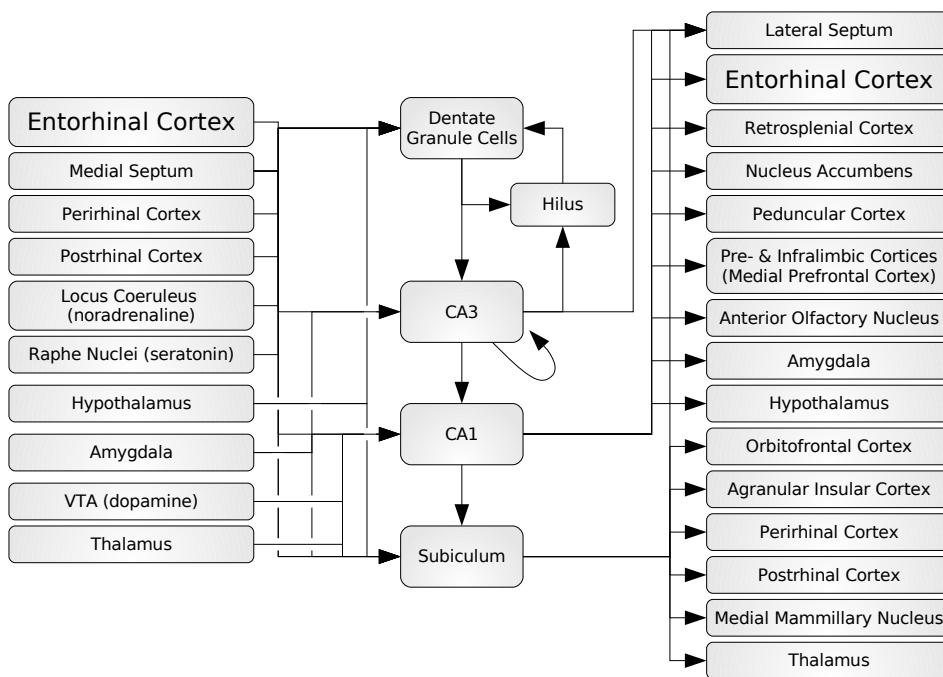 Entorhinal Cortex
Medial Septum
Perirhinal Cortex
Postrhinal Cortex
Locus Coeruleus
(noradrenaline)
Raphe Nuclei (seratonin)
Hypothalamus
Amygdala
VTA (dopamine)
Thalamus
Dentate
Granule Cells
Hilus
CA3
CA1
Subiculum
Lateral Septum
Entorhinal Cortex
Retrosplenial Cortex
Nucleus Accumbens
Peduncular Cortex
Pre- & Infralimbic Cortices
(Medial Prefrontal Cortex)
Anterior Olfactory Nucleus
Amygdala
Hypothalamus
Orbitofrontal Cortex
Agranular Insular Cortex
Perirhinal Cortex
Postrhinal Cortex
Medial Mammillary Nucleus
Thalamus